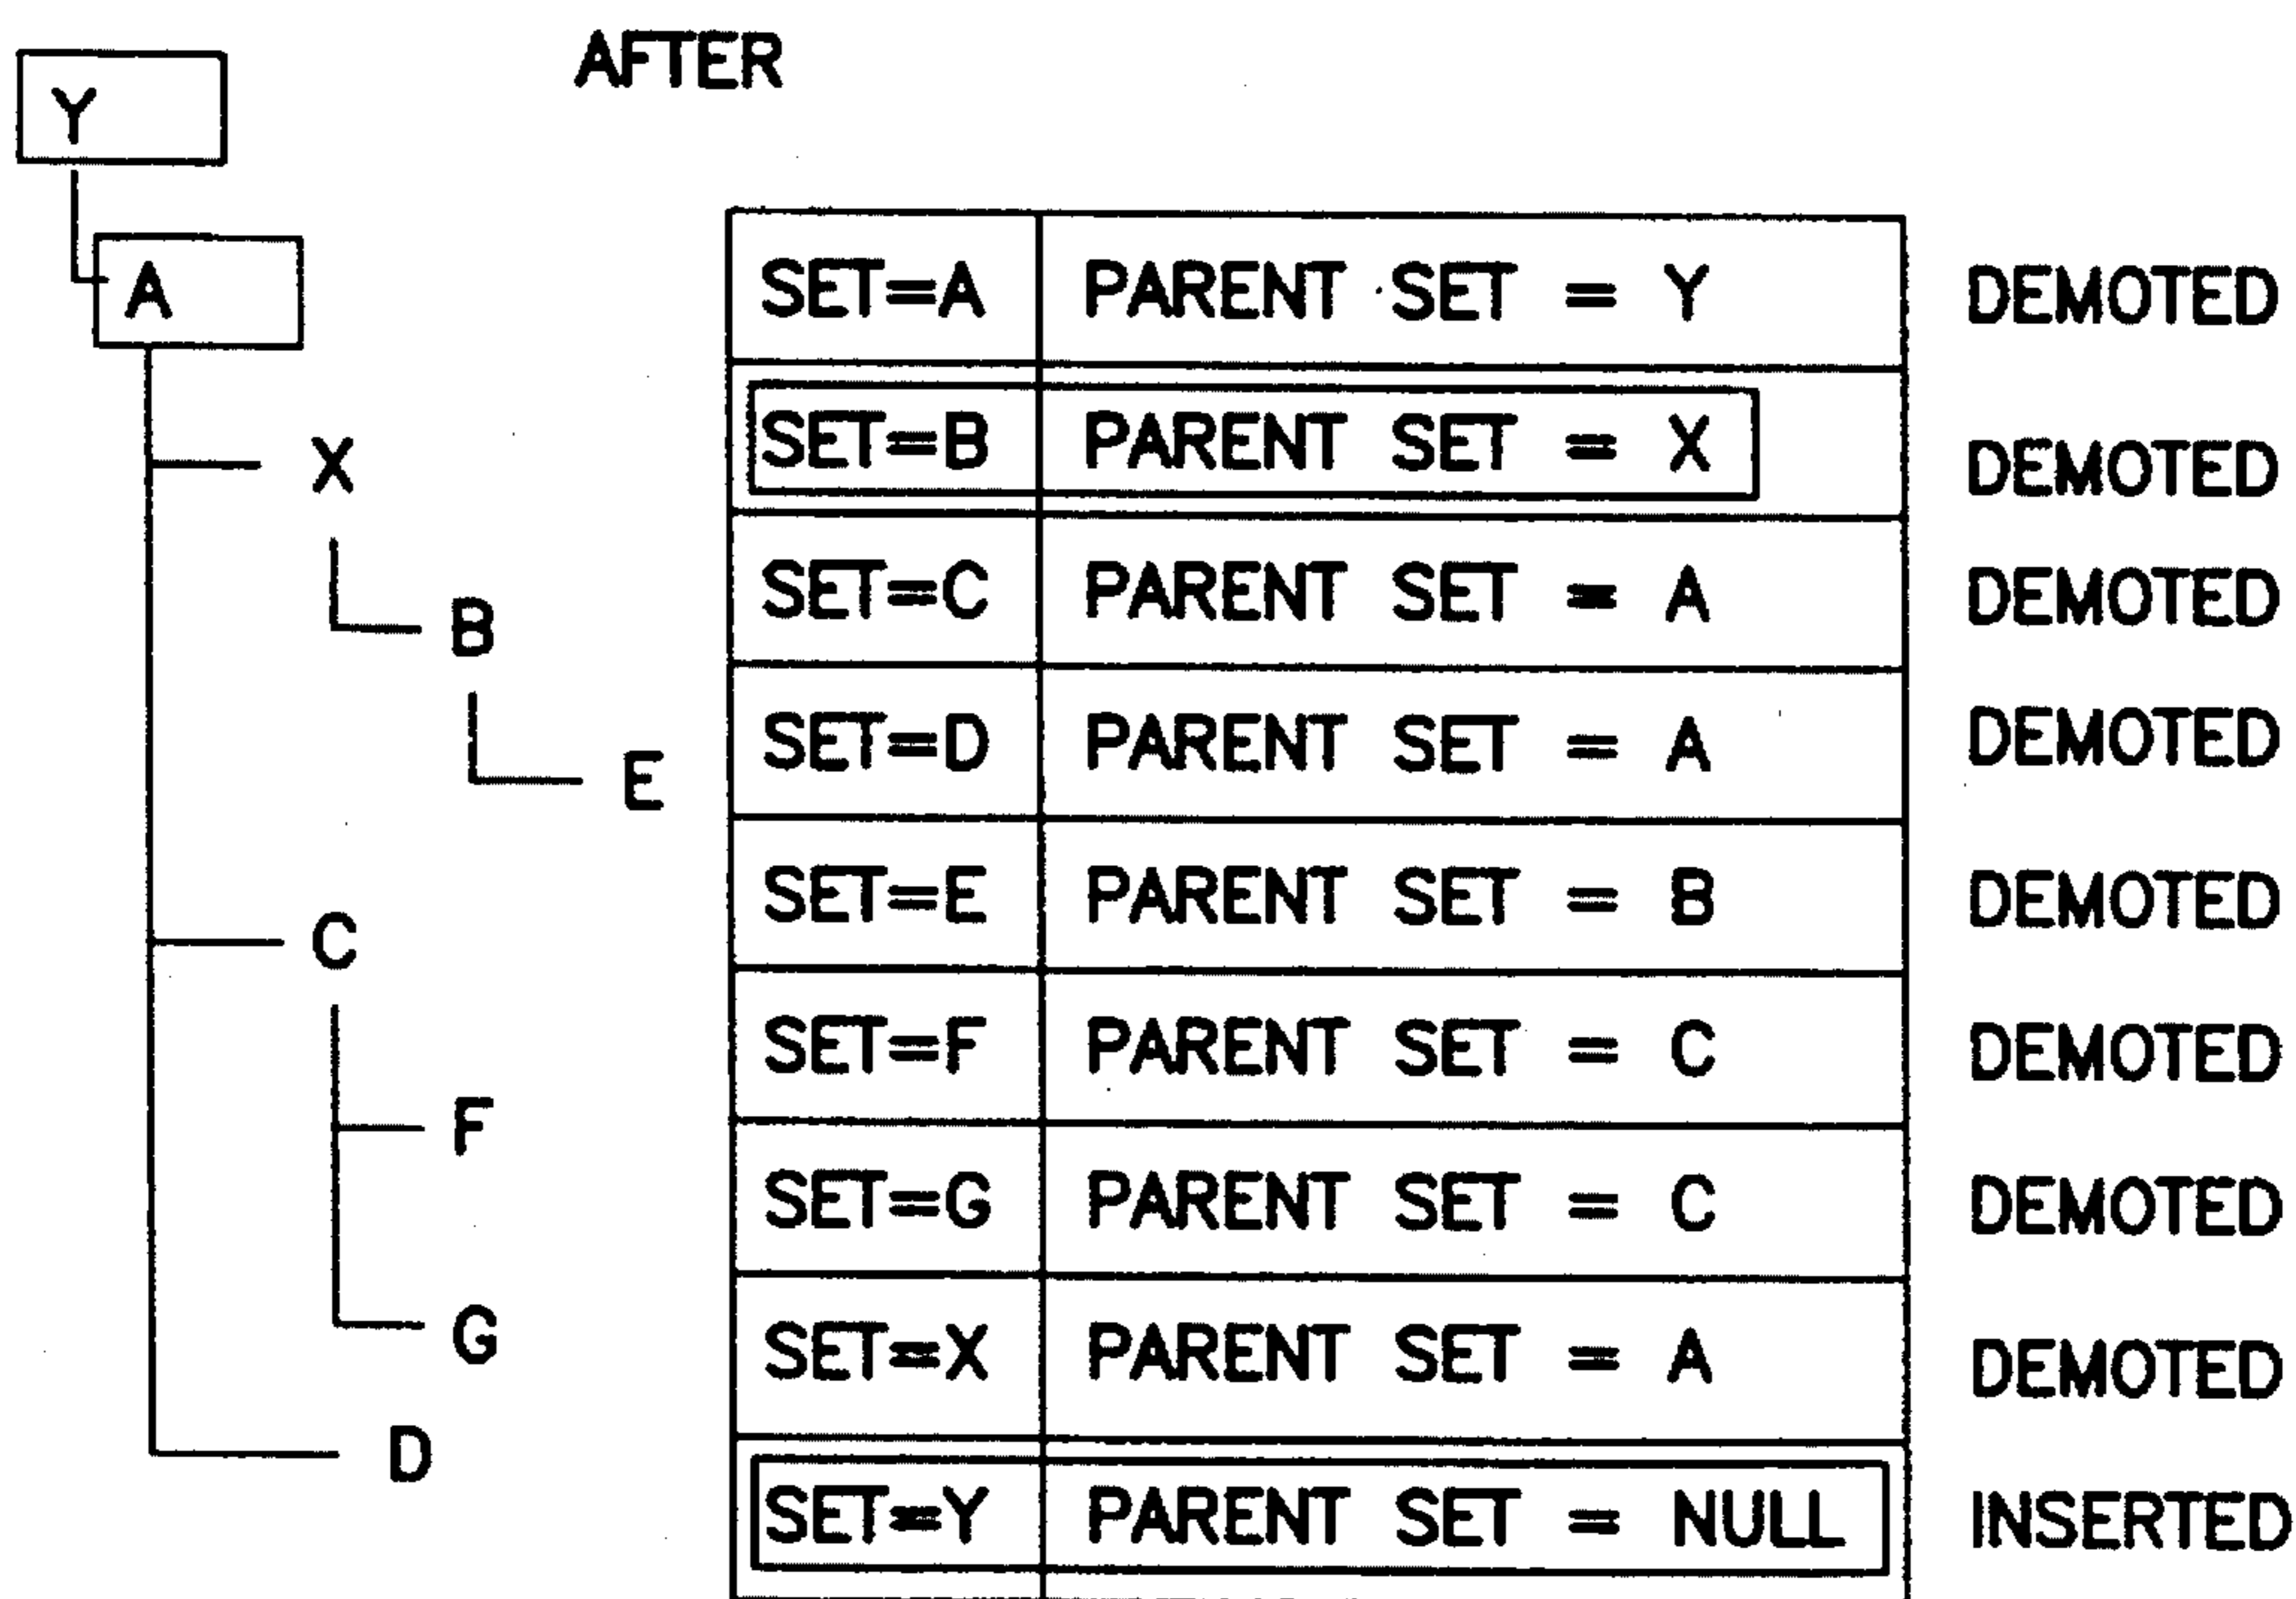 AFTER
Y
A
X
B
E
C
F
G
D
SET=A PARENT SET = Y DEMOTED
SET=B PARENT SET = X DEMOTED
SET=C PARENT SET = A DEMOTED
SET=D PARENT SET = A DEMOTED
SET=E PARENT SET = B DEMOTED
SET=F PARENT SET = C DEMOTED
SET=G PARENT SET = C DEMOTED
SET=X PARENT SET = A DEMOTED
SET=Y PARENT SET = NULL INSERTED